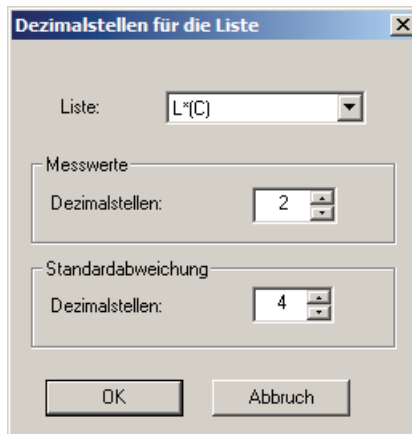 Dezimalstellen für die Liste
Liste: L*(C)
Messwerte
Dezimalstellen: 2
Standardabweichung
Dezimalstellen: 4
OK Abbruch